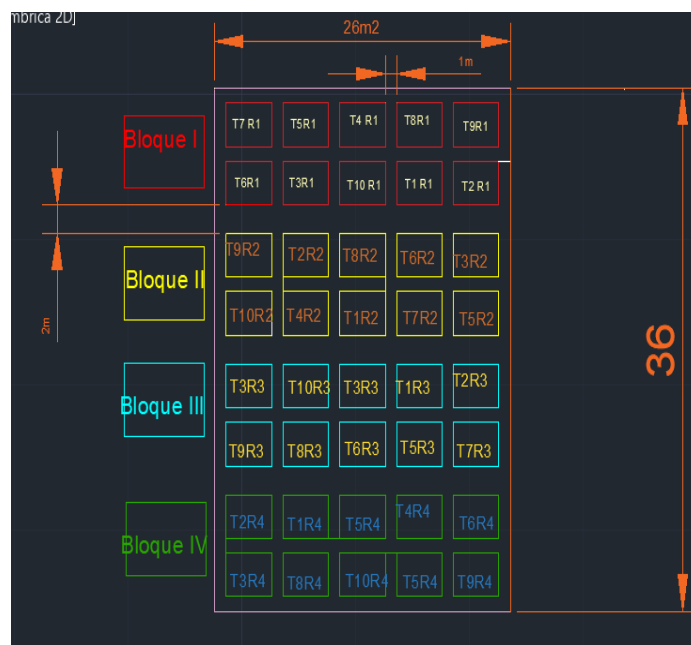 mbrica 2D]
26m2
1m
Bloque I
T7 R1 T5R1 T4 R1 T8R1 T9R1
T6R1 T3R1 T10 R1 T1 R1 T2 R1
2m
Bloque II
T9R2 T2R2 T8R2 T6R2 T3R2
T10R2 T4R2 T1R2 T7R2 T5R2
36
Bloque III
T3R3 T10R3 T3R3 T1R3 T2R3
T9R3 T8R3 T6R3 T5R3 T7R3
Bloque IV
T2R4 T1R4 T5R4 T4R4 T6R4
T3R4 T8R4 T10R4 T5R4 T9R4